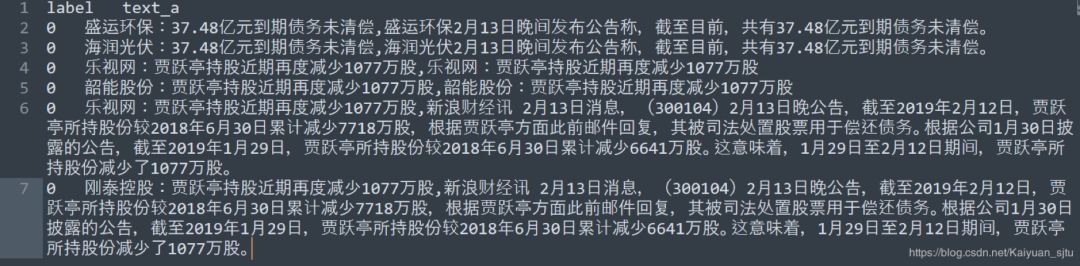 1 label text_a
2 0 盛运环保：37.48亿元到期债务未清偿,盛运环保2月13日晚间发布公告称，截至目前，共有37.48亿元到期债务未清偿。
3 0 海润光伏：37.48亿元到期债务未清偿,海润光伏2月13日晚间发布公告称，截至目前，共有37.48亿元到期债务未清偿。
4 0 乐视网：贾跃亭持股近期再度减少1077万股,乐视网：贾跃亭持股近期再度减少1077万股
5 0 韶能股份：贾跃亭持股近期再度减少1077万股,韶能股份：贾跃亭持股近期再度减少1077万股
6 0 乐视网：贾跃亭持股近期再度减少1077万股,新浪财经讯 2月13日消息，（300104）2月13日晚公告，截至2019年2月12日，贾跃
亭所持股份较2018年6月30日累计减少7718万股，根据贾跃亭方面此前邮件回复，其被司法处置股票用于偿还债务。根据公司1月30日披
露的公告，截至2019年1月29日，贾跃亭所持股份较2018年6月30日累计减少6641万股。这意味着，1月29日至2月12日期间，贾跃亭所
持股份减少了1077万股。
7 0 刚泰控股：贾跃亭持股近期再度减少1077万股,新浪财经讯 2月13日消息，（300104）2月13日晚公告，截至2019年2月12日，贾
跃亭所持股份较2018年6月30日累计减少7718万股，根据贾跃亭方面此前邮件回复，其被司法处置股票用于偿还债务。根据公司1月30日
披露的公告，截至2019年1月29日，贾跃亭所持股份较2018年6月30日累计减少6641万股。这意味着，1月29日至2月12日期间，贾跃亭
所持股份减少了1077万股。
https://blog.csdn.net/Kaiyuan_sjtu